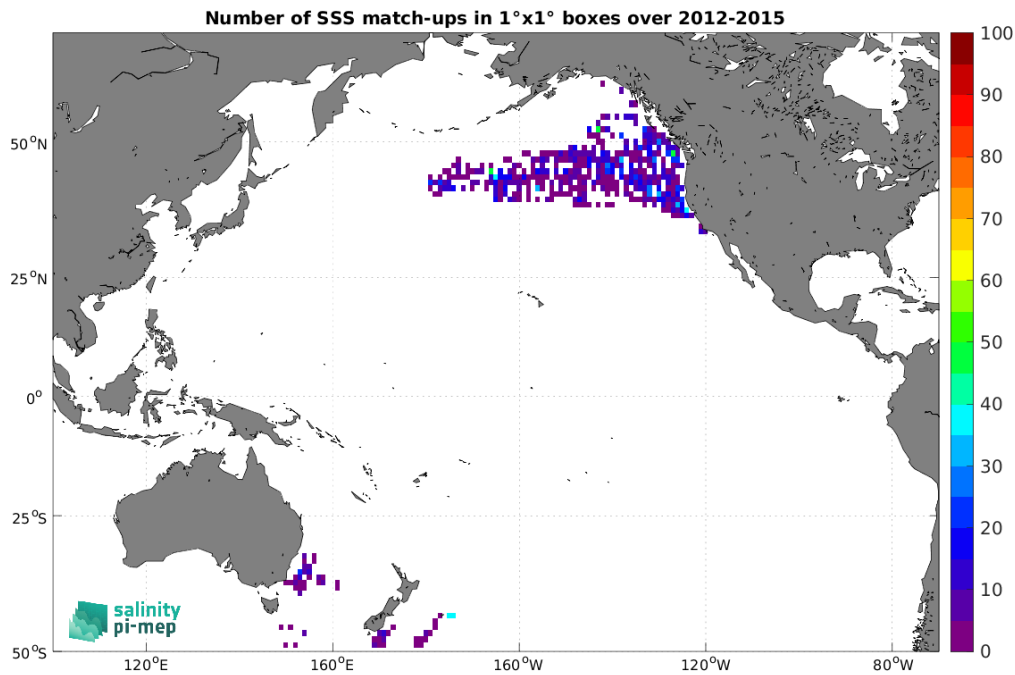 Number of SSS match-ups in 1°x1° boxes over 2012-2015
100
90
80
70
60
50
40
30
20
10
0
50°N
25°N
0°
25°S
50°S
120°E
160°E
160°W
120°W
80°W
salinity
pi-mep